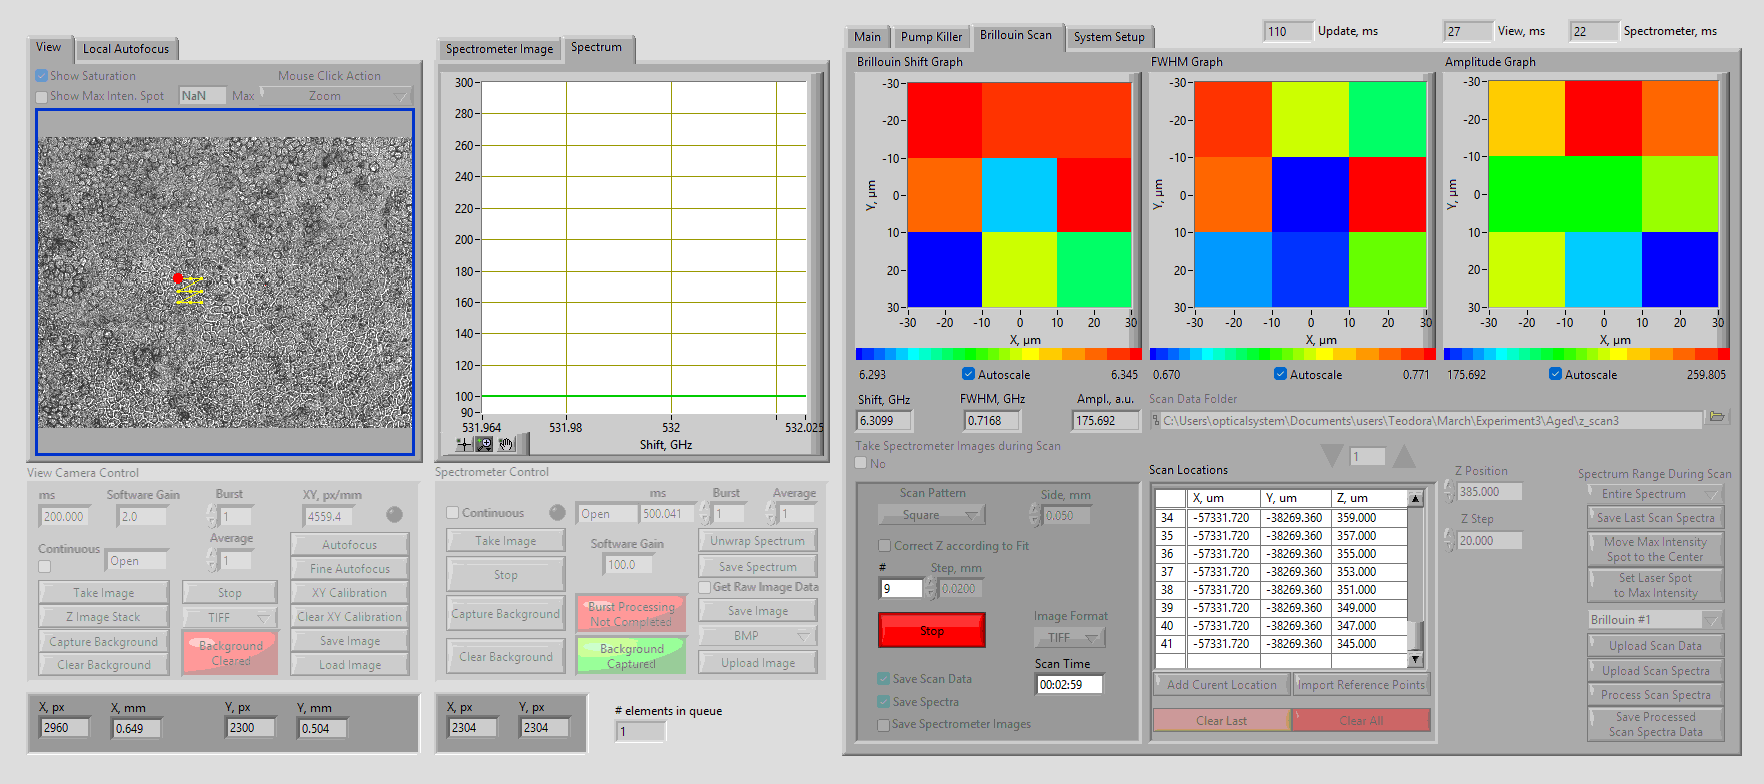 View
Local Autofocus
Show Saturation
Mouse Click Action
Show Max Inten. Spot
NaN
Max
Zoom
Spectrometer Image
Spectrum
300
280
260
240
220
200
180
160
140
120
100
90
531.964
531.98
532
532.025
Shift, GHz
Main
Pump Killer
Brillouin Scan
System Setup
110
Update, ms
27
View, ms
22
Spectrometer, ms
Brillouin Shift Graph
-30
-20
-10
0
10
20
30
Y, µm
-30 -20 -10 0 10 20 30
X, µm
6.293
Autoscale
6.345
FWHM Graph
-30
-20
-10
0
10
20
30
Y, µm
-30 -20 -10 0 10 20 30
X, µm
0.670
Autoscale
0.771
Amplitude Graph
-30
-20
-10
0
10
20
30
Y, µm
-30 -20 -10 0 10 20 30
X, µm
175.692
Autoscale
259.805
Shift, GHz
6.3099
FWHM, GHz
0.7168
Ampl., a.u.
175.692
Scan Data Folder
C:\Users\opticalsystem\Documents\users\Teodora\March\Experiment3\Aged\z_scan3
Take Spectrometer Images during Scan
No
1
View Camera Control
ms
200.000
Software Gain
2.0
Burst
1
XY, px/mm
4559.4
Continuous
Open
Average
1
Autofocus
Fine Autofocus
Take Image
Stop
XY Calibration
Z Image Stack
TIFF
Clear XY Calibration
Capture Background
Background
Cleared
Save Image
Clear Background
Load Image
X, px
2960
X, mm
0.649
Y, px
2300
Y, mm
0.504
Spectrometer Control
Continuous
Open
ms
500.041
Burst
1
Average
1
Take Image
Software Gain
100.0
Unwrap Spectrum
Stop
Save Spectrum
Get Raw Image Data
Capture Background
Burst Processing
Not Completed
Save Image
BMP
Clear Background
Background
Captured
Upload Image
X, px
2304
Y, px
2304
# elements in queue
1
Scan Pattern
Square
Side, mm
0.050
Correct Z according to Fit
#
9
Step, mm
0.0200
Stop
Image Format
TIFF
Scan Time
00:02:59
Save Scan Data
Save Spectra
Save Spectrometer Images
Scan Locations
X, um Y, um Z, um
34 -57331.720 -38269.360 359.000
35 -57331.720 -38269.360 357.000
36 -57331.720 -38269.360 355.000
37 -57331.720 -38269.360 353.000
38 -57331.720 -38269.360 351.000
39 -57331.720 -38269.360 349.000
40 -57331.720 -38269.360 347.000
41 -57331.720 -38269.360 345.000
Add Curent Location
Import Reference Points
Clear Last
Clear All
Z Position
385.000
Z Step
20.000
Spectrum Range During Scan
Entire Spectrum
Save Last Scan Spectra
Move Max Intensity
Spot to the Center
Set Laser Spot
to Max Intensity
Brillouin #1
Upload Scan Data
Upload Scan Spectra
Process Scan Spectra
Save Processed
Scan Spectra Data